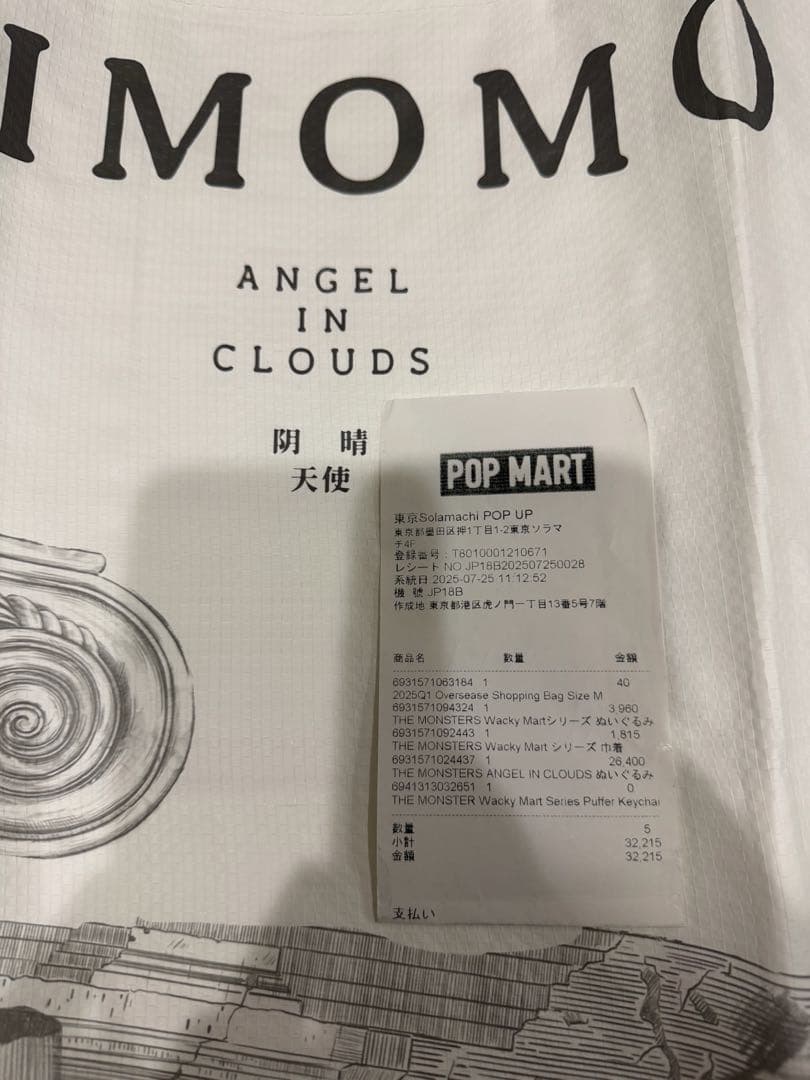 IMOMO
ANGEL
IN
CLOUDS
阴 晴
天使
POP MART
東京Solamachi POP UP
東京都墨田区押1丁目1-2東京ソラマ
チ4F
登録番号：T8010001210671
レシート NO.JP18B202507250028
系統日 2025-07-25 11:12:52
機 號 JP18B
作成地 東京都港区虎ノ門一丁目13番5号7階
商品名 数量 金額
6931571063184 1 40
2025Q1 Oversease Shopping Bag Size M
6931571094324 1 3,960
THE MONSTERS Wacky Martシリーズ ぬいぐるみ
6931571092443 1 1,815
THE MONSTERS Wacky Mart シリーズ 巾着
6931571024437 1 26,400
THE MONSTERS ANGEL IN CLOUDS ぬいぐるみ
6941313032651 1 0
THE MONSTER Wacky Mart Series Puffer Keychai
数量 5
小計 32,215
金額 32,215
支払い